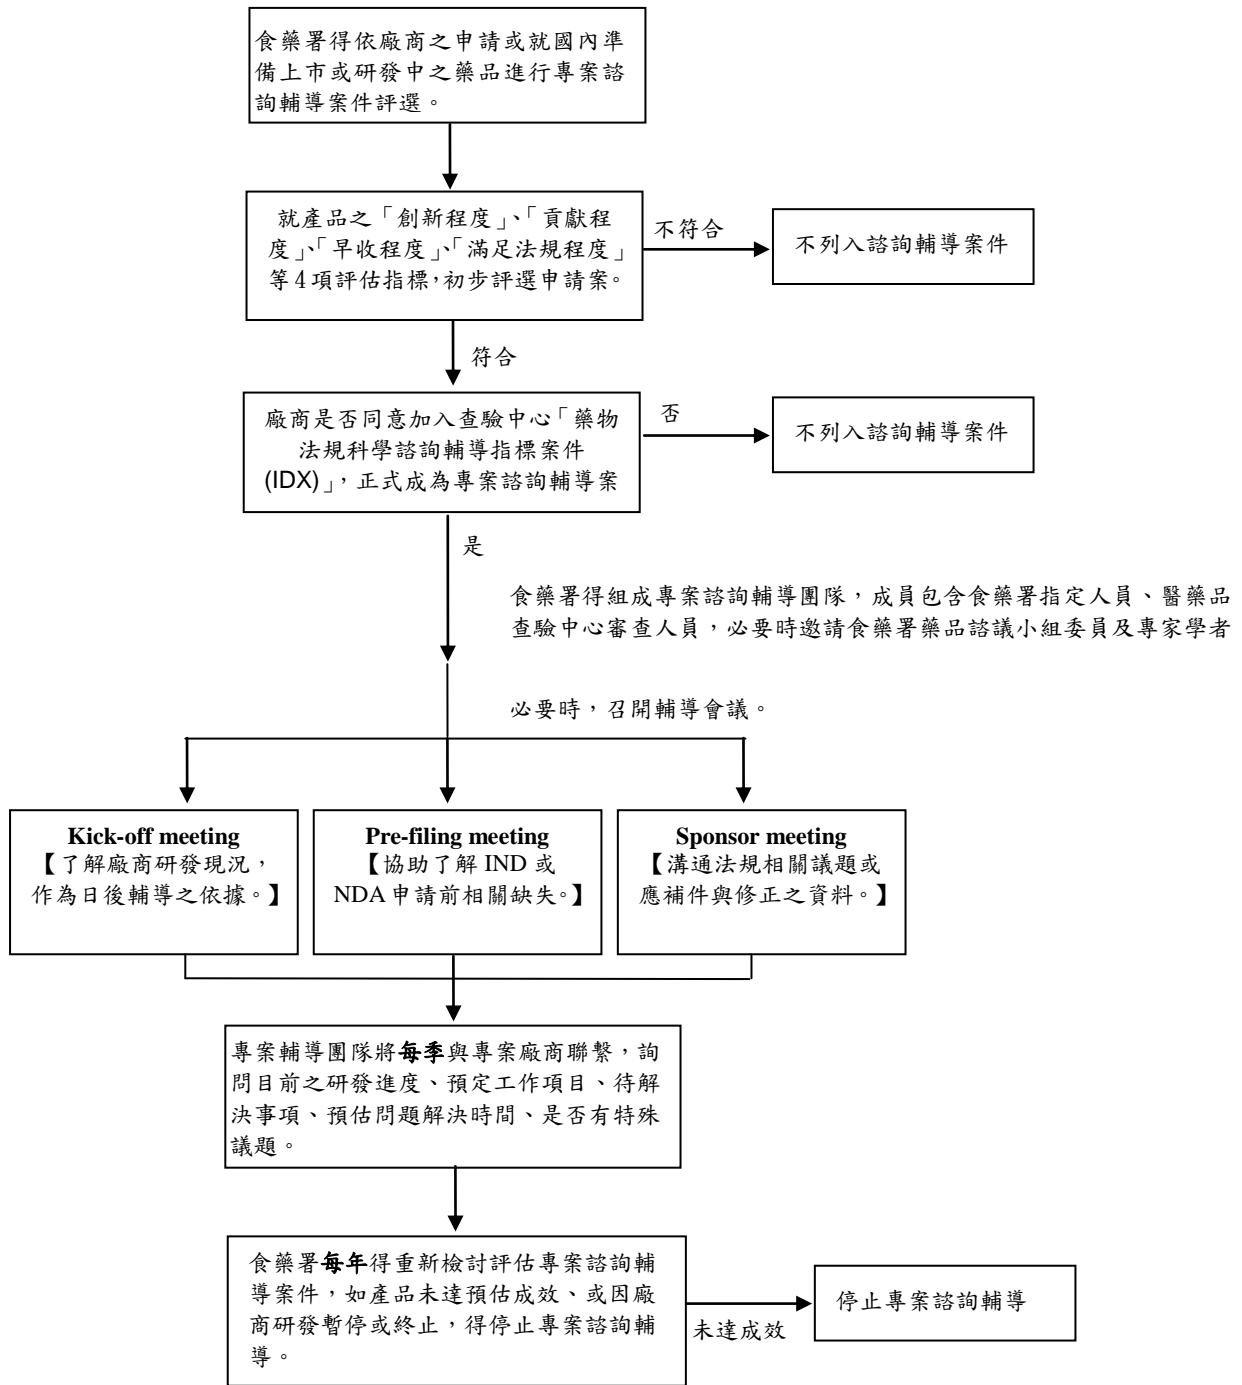 食藥署得依廠商之申請或就國內準
備上市或研發中之藥品進行專案諮
詢輔導案件評選。
就產品之「創新程度」、「貢獻程
度」、「早收程度」、「滿足法規程度」
等4項評估指標，初步評選申請案。
不符合
不列入諮詢輔導案件
符合
廠商是否同意加入查驗中心「藥物
法規科學諮詢輔導指標案件
(IDX)」，正式成為專案諮詢輔導案
否
不列入諮詢輔導案件
是
食藥署得組成專案諮詢輔導團隊，成員包含食藥署指定人員、醫藥品
查驗中心審查人員，必要時邀請食藥署藥品諮議小組委員及專家學者
必要時，召開輔導會議。
Kick-off meeting
【了解廠商研發現況，
作為日後輔導之依據。】
Pre-filing meeting
【協助了解 IND 或
NDA 申請前相關缺失。】
Sponsor meeting
【溝通法規相關議題或
應補件與修正之資料。】
專案輔導團隊將每季與專案廠商聯繫，詢
問目前之研發進度、預定工作項目、待解
決事項、預估問題解決時間、是否有特殊
議題。
食藥署每年得重新檢討評估專案諮詢輔
導案件，如產品未達預估成效、或因廠
商研發暫停或終止，得停止專案諮詢輔
導。
未達成效
停止專案諮詢輔導